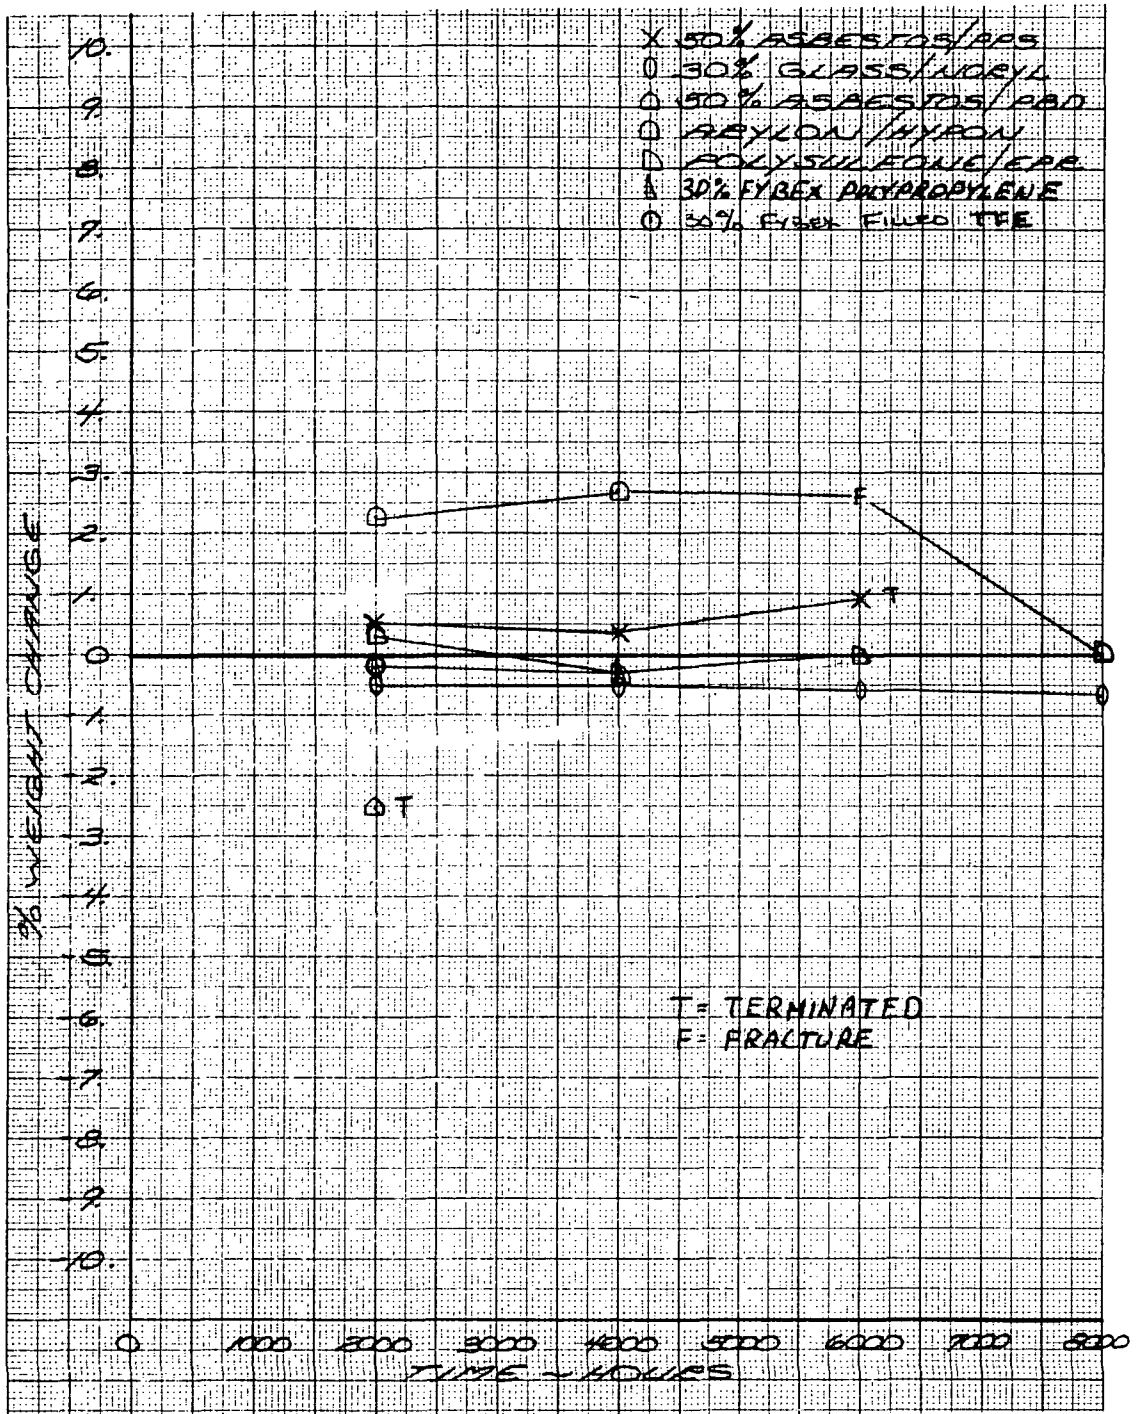 X 50% ASBESTOS/PPS
30% GLASS/NORYL
50% ASBESTOS/PBD
ARYLON/HYPON
POLYSULFONE/EPR
30% FYBEX POLYPROPYLENE
30% FYBEX FILLED TFE
10.
9.
8.
7.
6.
5.
4.
3.
2.
1.
0
-1.
-2.
-3.
-4.
-5.
-6.
-7.
-8.
-9.
-10.
% WEIGHT CHANGE
F
T
T
T = TERMINATED
F = FRACTURE
0 1000 2000 3000 4000 5000 6000 7000 8000
TIME ~ HOURS